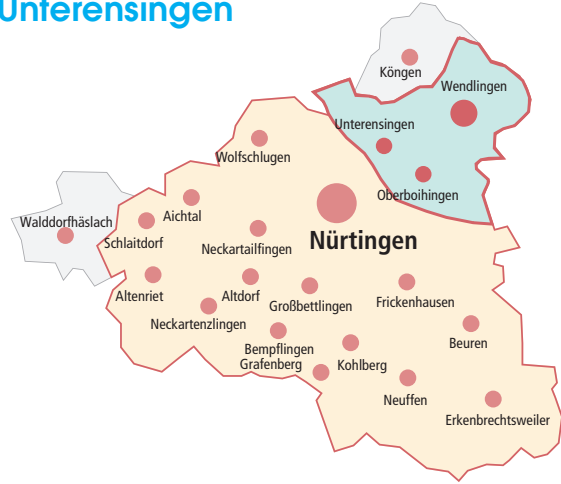 Unterensingen
Köngen
Wendlingen
Unterensingen
Wolfschlugen
Oberboihingen
Walddorfhäslach
Aichtal
Schlaitdorf
Neckartailfingen
Nürtingen
Altenriet
Altdorf
Großbettlingen
Frickenhausen
Neckartenzlingen
Beuren
Bempflingen
Grafenberg
Kohlberg
Neuffen
Erkenbrechtsweiler